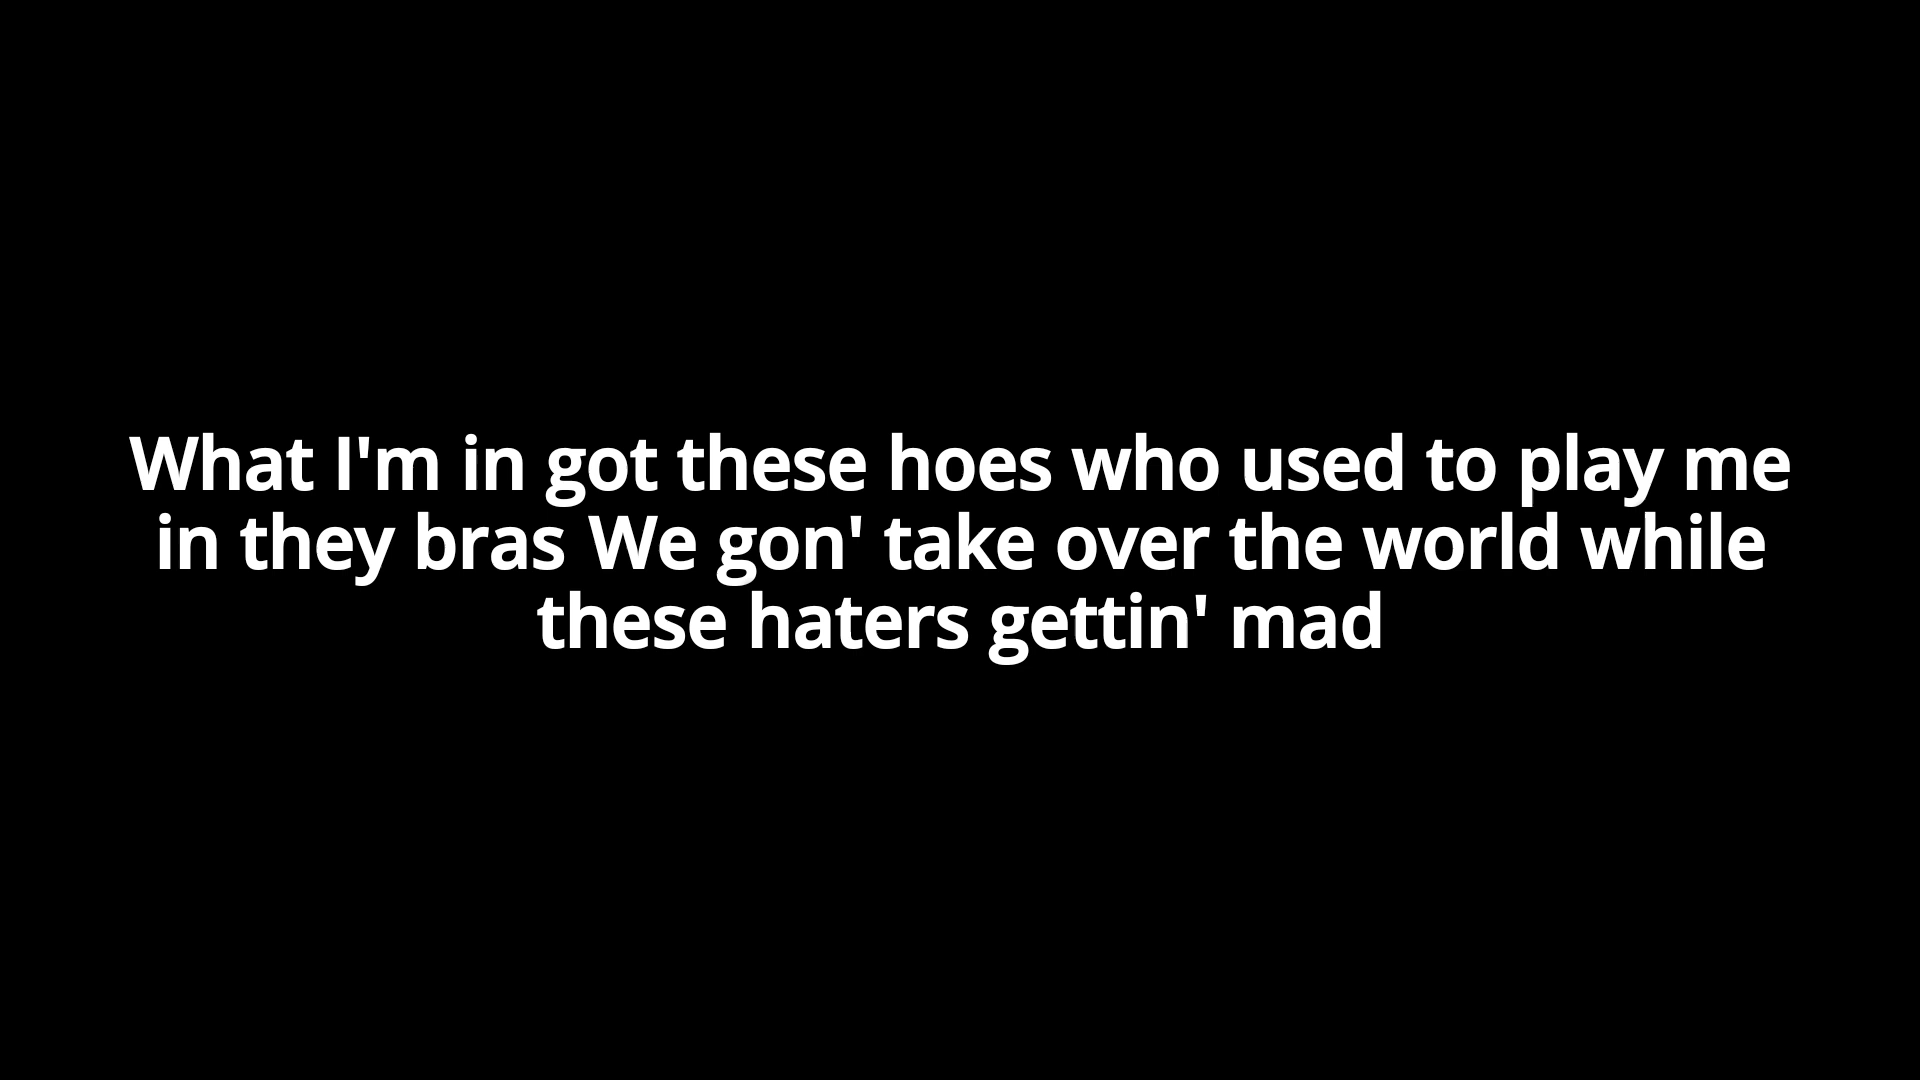 What I'm in got these hoes who used to play me
in they bras We gon' take over the world while
these haters gettin' mad